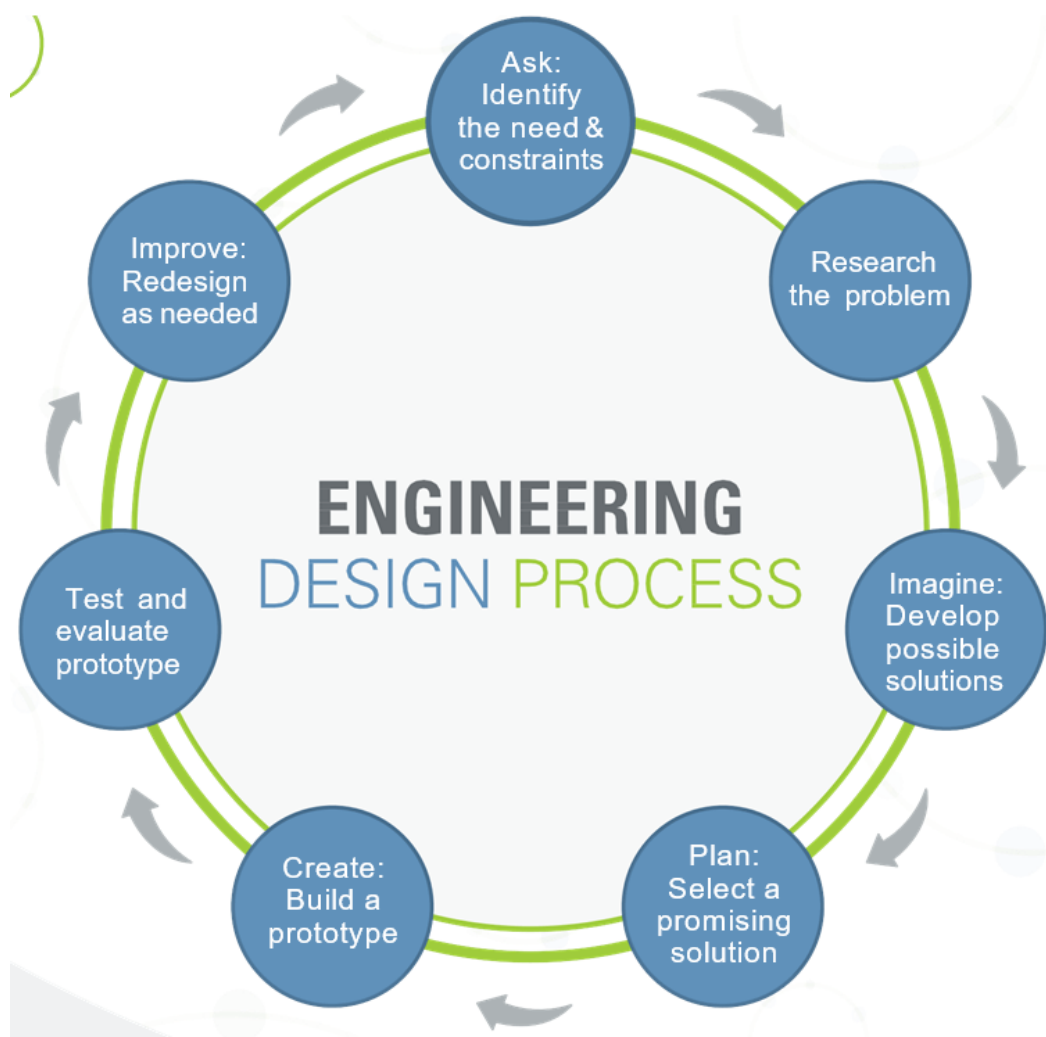 Ask:
Identify
the need &
constraints
Research
the problem
Imagine:
Develop
possible
solutions
Plan:
Select a
promising
solution
Create:
Build a
prototype
Test and
evaluate
prototype
Improve:
Redesign
as needed
ENGINEERING
DESIGN PROCESS